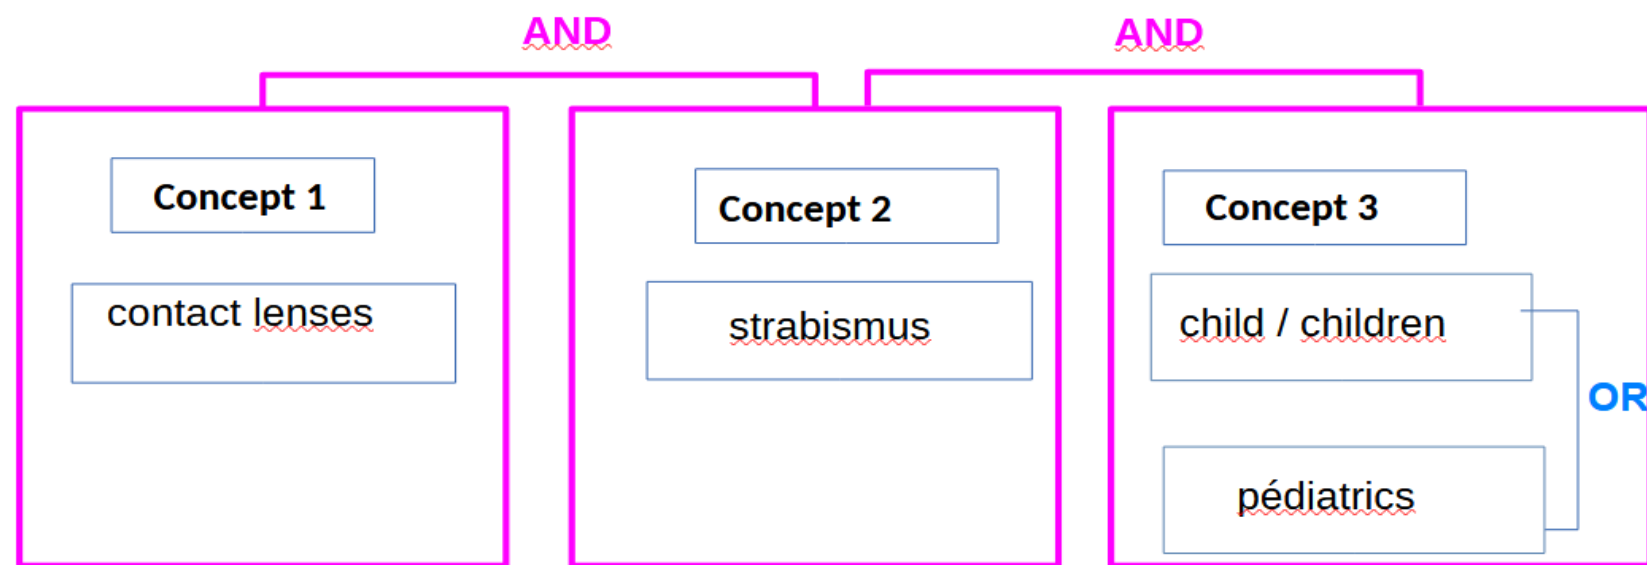 AND
AND
Concept 1
Concept 2
Concept 3
contact lenses
strabismus
child / children
OR
pédiatrics